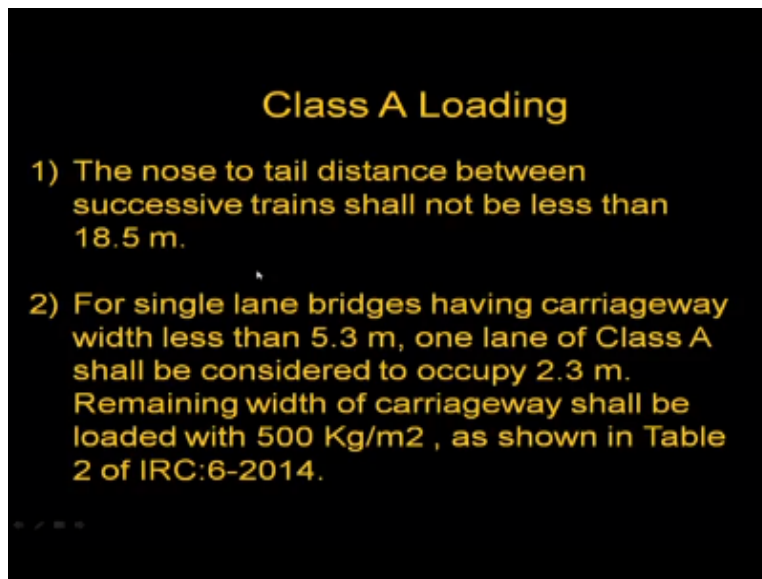 Class A Loading
1) The nose to tail distance between
successive trains shall not be less than
18.5 m.
2) For single lane bridges having carriageway
width less than 5.3 m, one lane of Class A
shall be considered to occupy 2.3 m.
Remaining width of carriageway shall be
loaded with 500 Kg/m2 , as shown in Table
2 of IRC:6-2014.